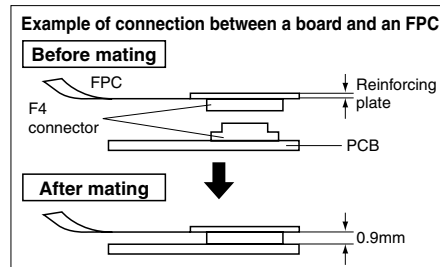 Example of connection between a board and an FPC
Before mating
FPC
Reinforcing
plate
F4
connector
PCB
After mating
0.9mm